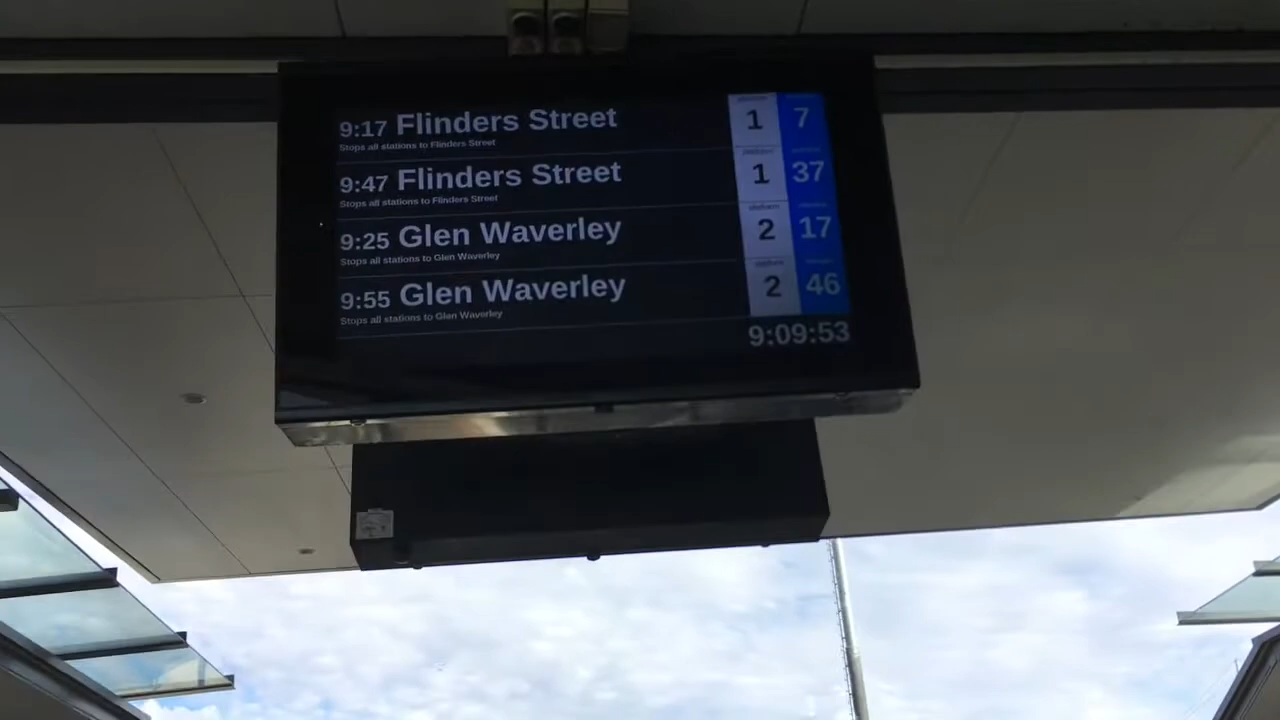 9:17 Flinders Street 1 7
Stops all stations to Flinders Street
9:47 Flinders Street 1 37
Stops all stations to Flinders Street
9:25 Glen Waverley 2 17
Stops all stations to Glen Waverley
9:55 Glen Waverley 2 46
Stops all stations to Glen Waverley
9:09:53